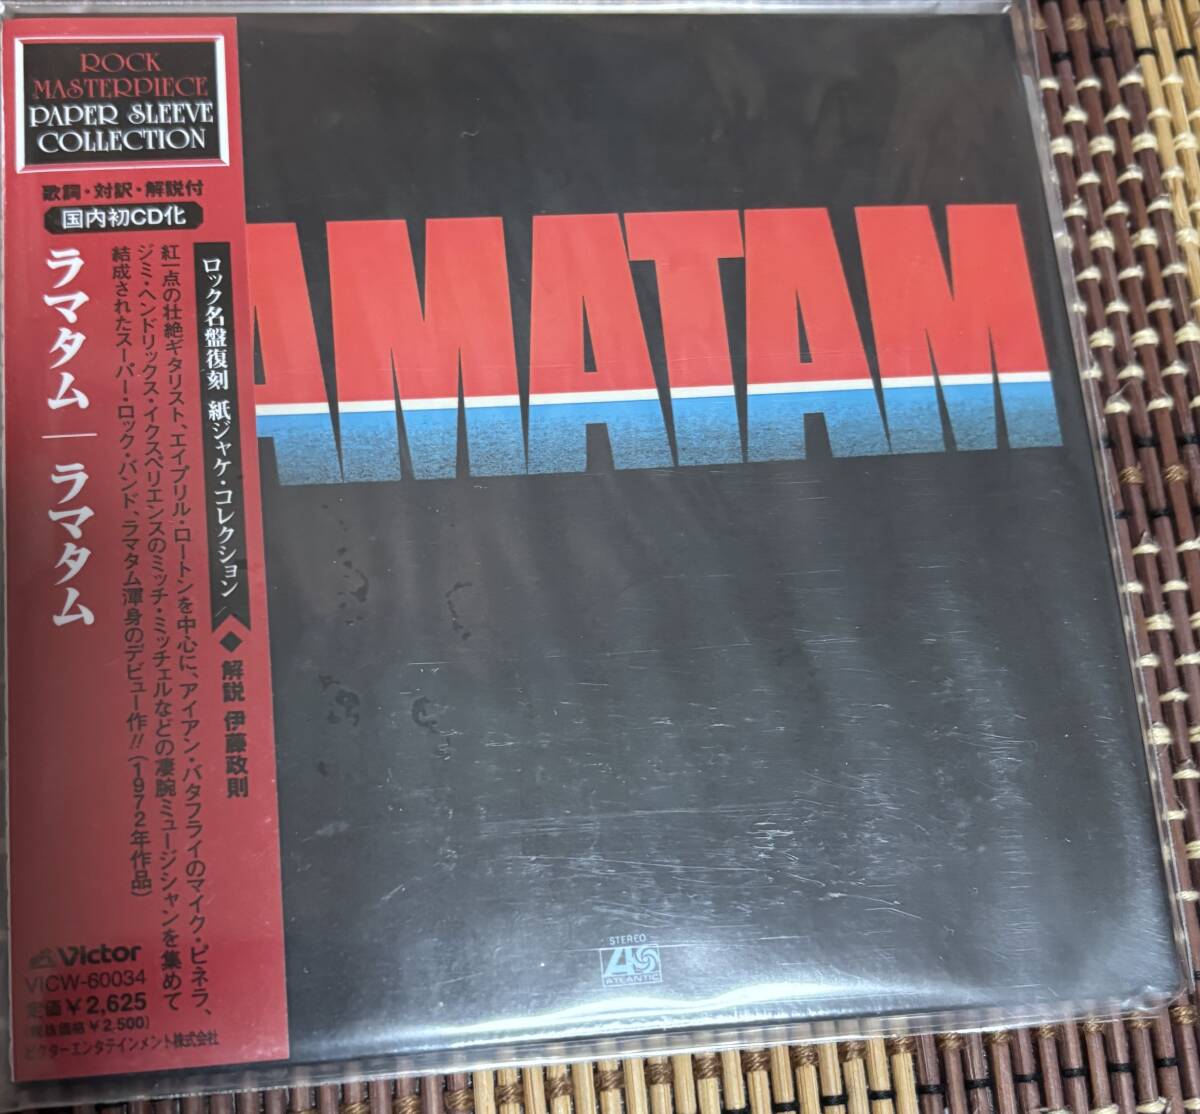 ROCK
MASTERPIECE
PAPER SLEEVE
COLLECTION
歌詞・対訳・解説付
国内初CD化
ラマタム｜ラマタム
ロック名盤復刻 紙ジャケ・コレクション
◆ 解説 伊藤政則
紅一点の壮絶ギタリスト、エイプリル・ロートンを中心に、アイアン・バタフライのマイク・ピネラ、
ジミ・ヘンドリックス・イクスペリエンスのミッチ・ミッチェルなどの凄腕ミュージシャンを集めて
結成されたスーパー・ロック・バンド、ラマタム渾身のデビュー作!!(1972年作品)
Victor
VICW-60034
定価￥2,625
(税抜価格￥2,500)
ビクターエンタテインメント株式会社
AMATAM
STEREO
ATLANTIC